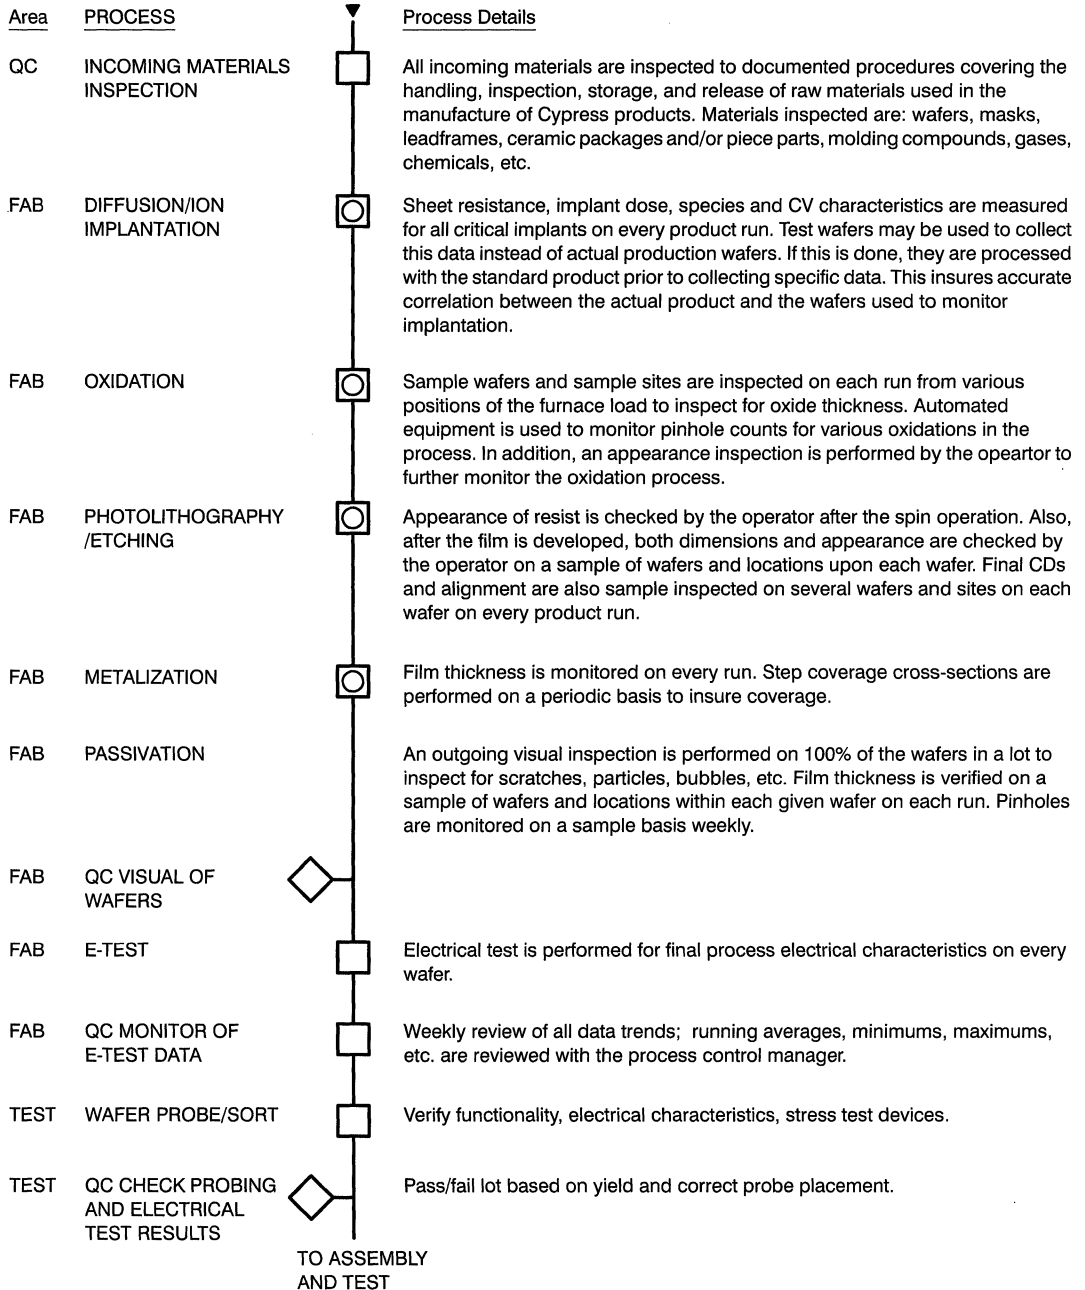 Area PROCESS Process Details
QC INCOMING MATERIALS
INSPECTION
All incoming materials are inspected to documented procedures covering the
handling, inspection, storage, and release of raw materials used in the
manufacture of Cypress products. Materials inspected are: wafers, masks,
leadframes, ceramic packages and/or piece parts, molding compounds, gases,
chemicals, etc.
FAB DIFFUSION/ION
IMPLANTATION
Sheet resistance, implant dose, species and CV characteristics are measured
for all critical implants on every product run. Test wafers may be used to collect
this data instead of actual production wafers. If this is done, they are processed
with the standard product prior to collecting specific data. This insures accurate
correlation between the actual product and the wafers used to monitor
implantation.
FAB OXIDATION
Sample wafers and sample sites are inspected on each run from various
positions of the furnace load to inspect for oxide thickness. Automated
equipment is used to monitor pinhole counts for various oxidations in the
process. In addition, an appearance inspection is performed by the opeartor to
further monitor the oxidation process.
FAB PHOTOLITHOGRAPHY
/ETCHING
Appearance of resist is checked by the operator after the spin operation. Also,
after the film is developed, both dimensions and appearance are checked by
the operator on a sample of wafers and locations upon each wafer. Final CDs
and alignment are also sample inspected on several wafers and sites on each
wafer on every product run.
FAB METALIZATION
Film thickness is monitored on every run. Step coverage cross-sections are
performed on a periodic basis to insure coverage.
FAB PASSIVATION
An outgoing visual inspection is performed on 100% of the wafers in a lot to
inspect for scratches, particles, bubbles, etc. Film thickness is verified on a
sample of wafers and locations within each given wafer on each run. Pinholes
are monitored on a sample basis weekly.
FAB QC VISUAL OF
WAFERS
FAB E-TEST
Electrical test is performed for final process electrical characteristics on every
wafer.
FAB QC MONITOR OF
E-TEST DATA
Weekly review of all data trends; running averages, minimums, maximums,
etc. are reviewed with the process control manager.
TEST WAFER PROBE/SORT
Verify functionality, electrical characteristics, stress test devices.
TEST QC CHECK PROBING
AND ELECTRICAL
TEST RESULTS
Pass/fail lot based on yield and correct probe placement.
TO ASSEMBLY
AND TEST